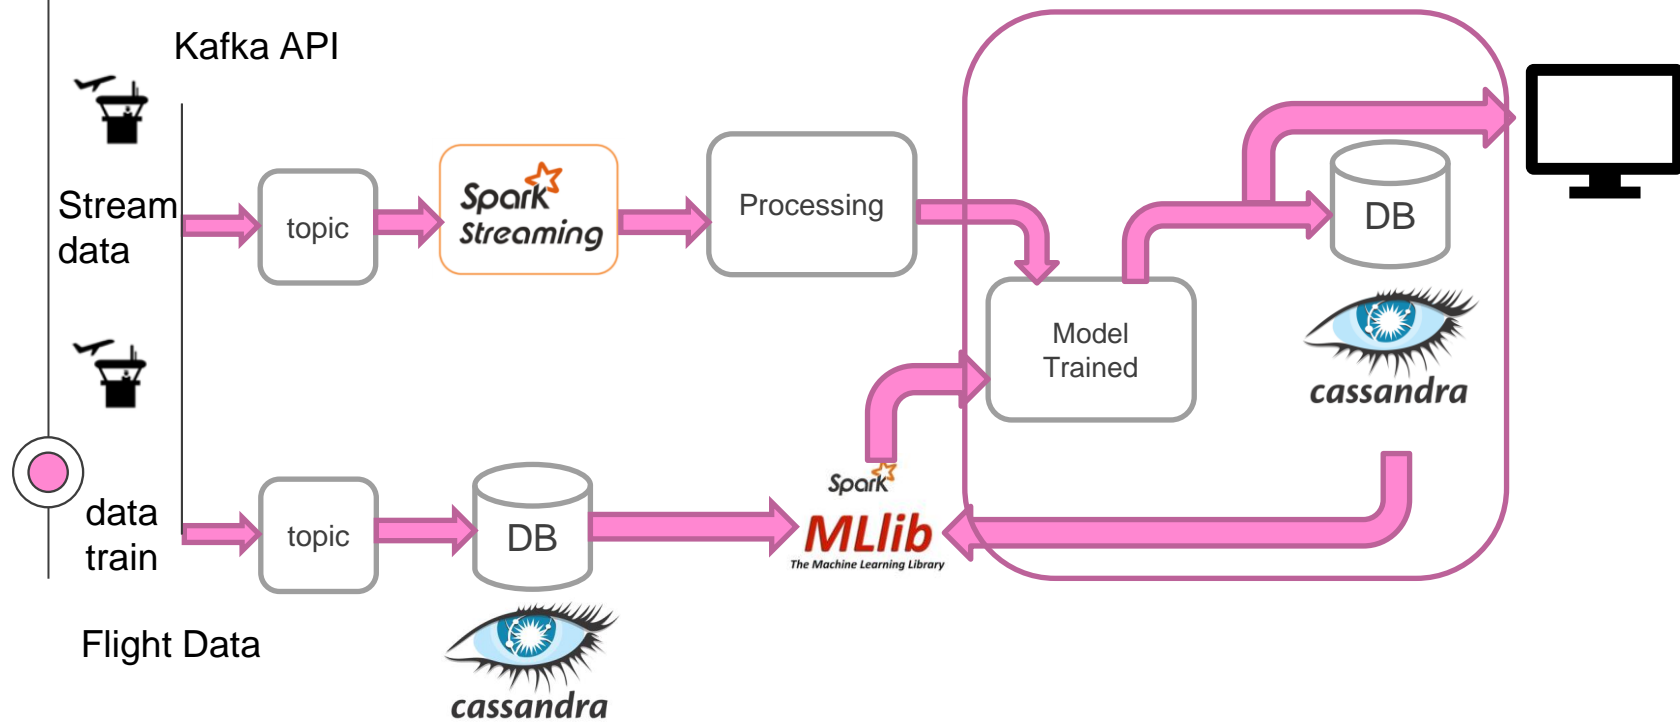 Kafka API
Stream
data
topic
Spark
Streaming
Processing
DB
Model
Trained
cassandra
data
train
topic
DB
Spark
MLlib
The Machine Learning Library
Flight Data
cassandra